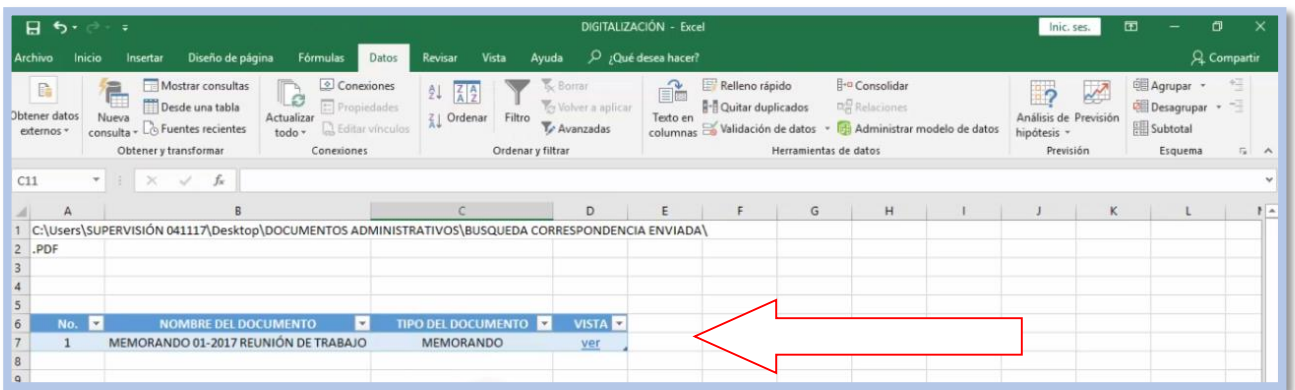 DIGITALIZACIÓN - Excel
Inic. ses.
Archivo Inicio Insertar Diseño de página Fórmulas Datos Revisar Vista Ayuda ¿Qué desea hacer? Compartir
Mostrar consultas Conexiones Borrar Relleno rápido Consolidar Agrupar
Desde una tabla Propiedades Volver a aplicar Quitar duplicados Relaciones Desagrupar
Fuentes recientes Editar vínculos Avanzadas Validación de datos Administrar modelo de datos Subtotal
Obtener datos externos Nueva consulta Actualizar todo Ordenar Filtro Texto en columnas Análisis de hipótesis Previsión
Obtener y transformar Conexiones Ordenar y filtrar Herramientas de datos Previsión Esquema
C11 fx
A B C D E F G H I J K L
1 C:\Users\SUPERVISIÓN 041117\Desktop\DOCUMENTOS ADMINISTRATIVOS\BUSQUEDA CORRESPONDENCIA ENVIADA\
2 .PDF
3
4
5
6 No. NOMBRE DEL DOCUMENTO TIPO DEL DOCUMENTO VISTA
7 1 MEMORANDO 01-2017 REUNIÓN DE TRABAJO MEMORANDO ver
8
9